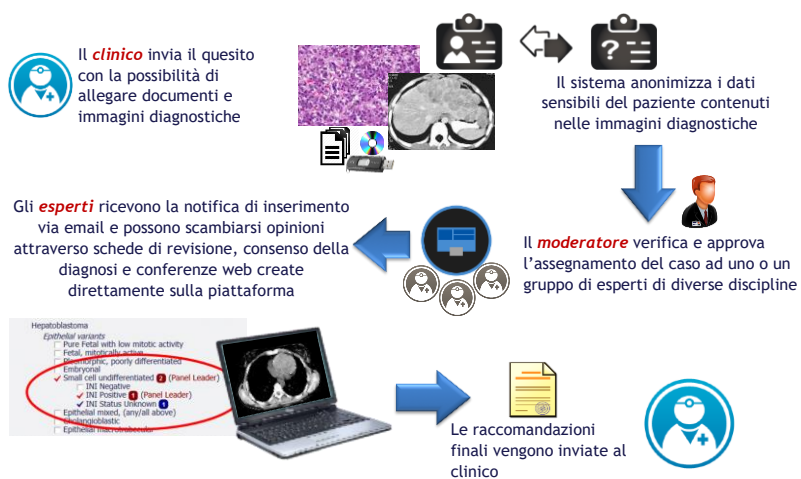 Il clinico invia il quesito
con la possibilità di
allegare documenti e
immagini diagnostiche
?
Il sistema anonimizza i dati
sensibili del paziente contenuti
nelle immagini diagnostiche
Il moderatore verifica e approva
l’assegnamento del caso ad uno o un
gruppo di esperti di diverse discipline
Gli esperti ricevono la notifica di inserimento
via email e possono scambiarsi opinioni
attraverso schede di revisione, consenso della
diagnosi e conferenze web create
direttamente sulla piattaforma
Hepatoblastoma
Epithelial variants
Pure Fetal with low mitotic activity
Fetal, mitotically active
Pleomorphic, poorly differentiated
Embryonal
Small cell undifferentiated 2 (Panel Leader)
INI Negative
INI Positive 1 (Panel Leader)
INI Status Unknown 1
Epithelial mixed, (any/all above)
Cholangioblastic
Epithelial macrotrabecular
Le raccomandazioni
finali vengono inviate al
clinico